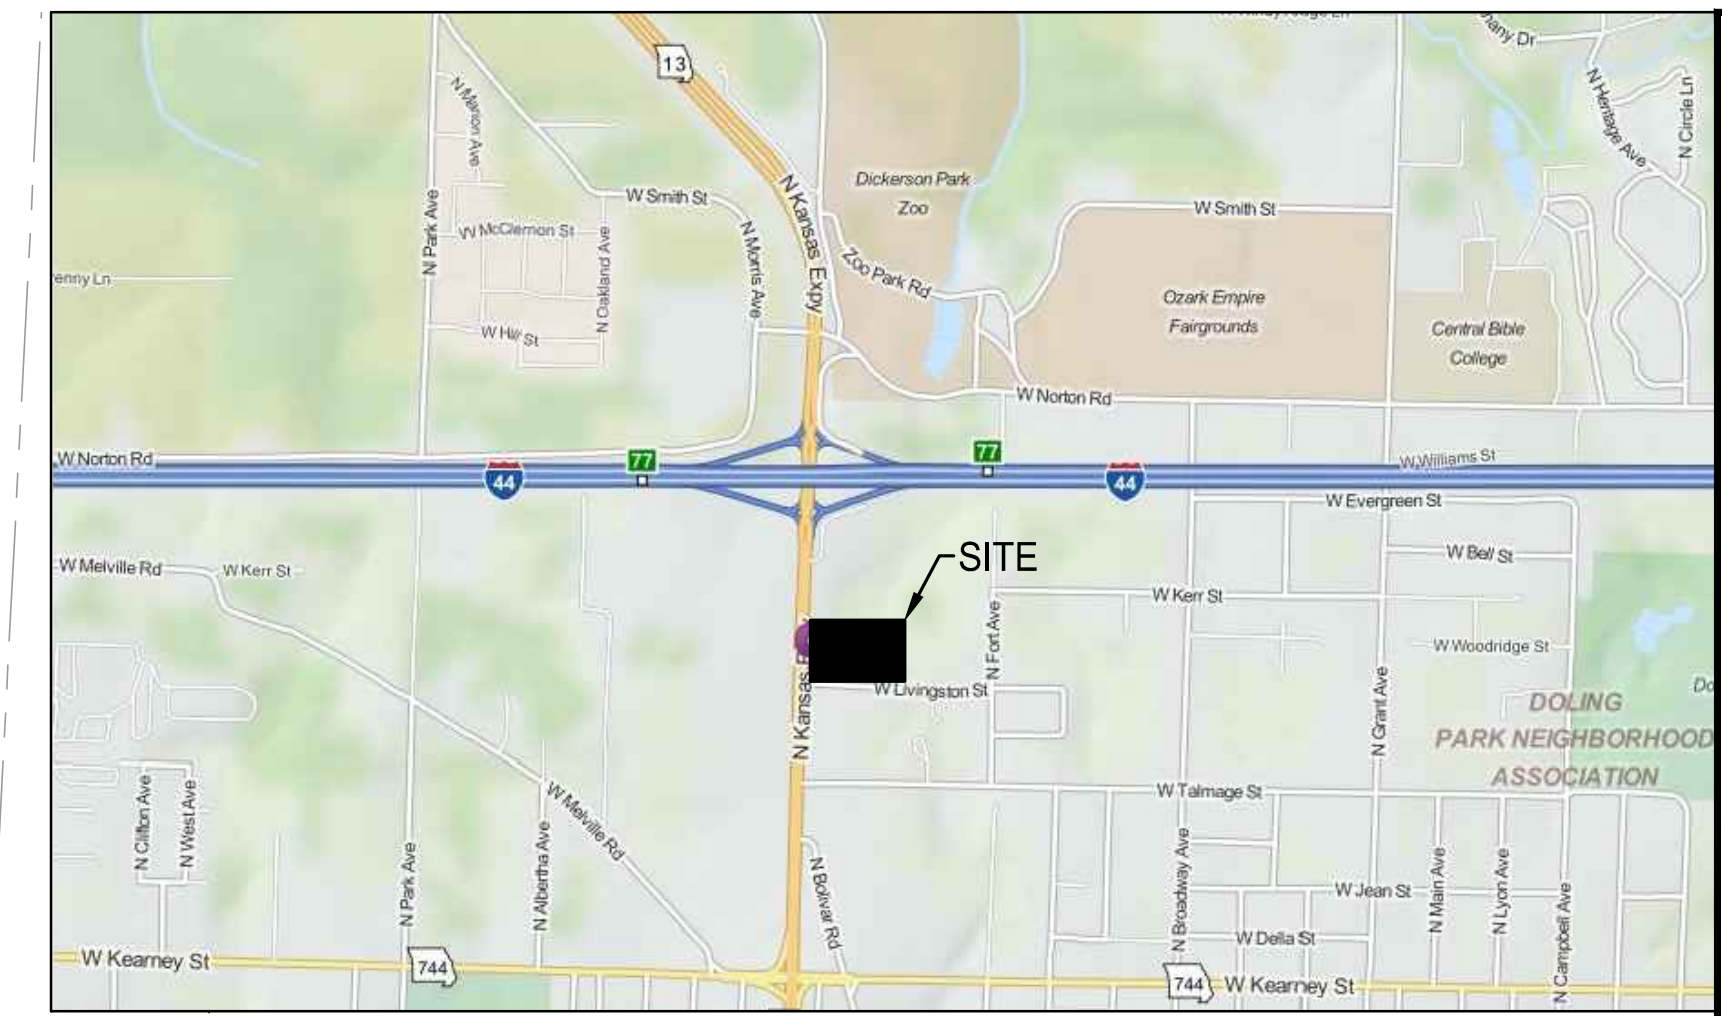 hany Dr
13
N Marion Ave
N Heritage Ave
N Circle Ln
Dickerson Park
Zoo
W Smith St
W Smith St
N Park Ave
W McClernon St
N Oakland Ave
N Morris Ave
N Kansas Expy
Zoo Park Rd
enny Ln
Ozark Empire
Fairgrounds
Central Bible
College
W Hill St
W Norton Rd
W Norton Rd
77
77
W Williams St
44
44
W Evergreen St
SITE
W Bell St
W Melville Rd
W Kerr St
W Kerr St
N Fort Ave
W Woodridge St
N Kansas
W Livingston St
N Grant Ave
Do
DOLING
PARK NEIGHBORHOOD
ASSOCIATION
W Talmage St
N Clifton Ave
N West Ave
N Park Ave
N Albertha Ave
W Melville Rd
N Bolivar Rd
N Broadway Ave
W Jean St
N Main Ave
N Lyon Ave
N Campbell Ave
W Della St
W Kearney St
744
744
W Kearney St